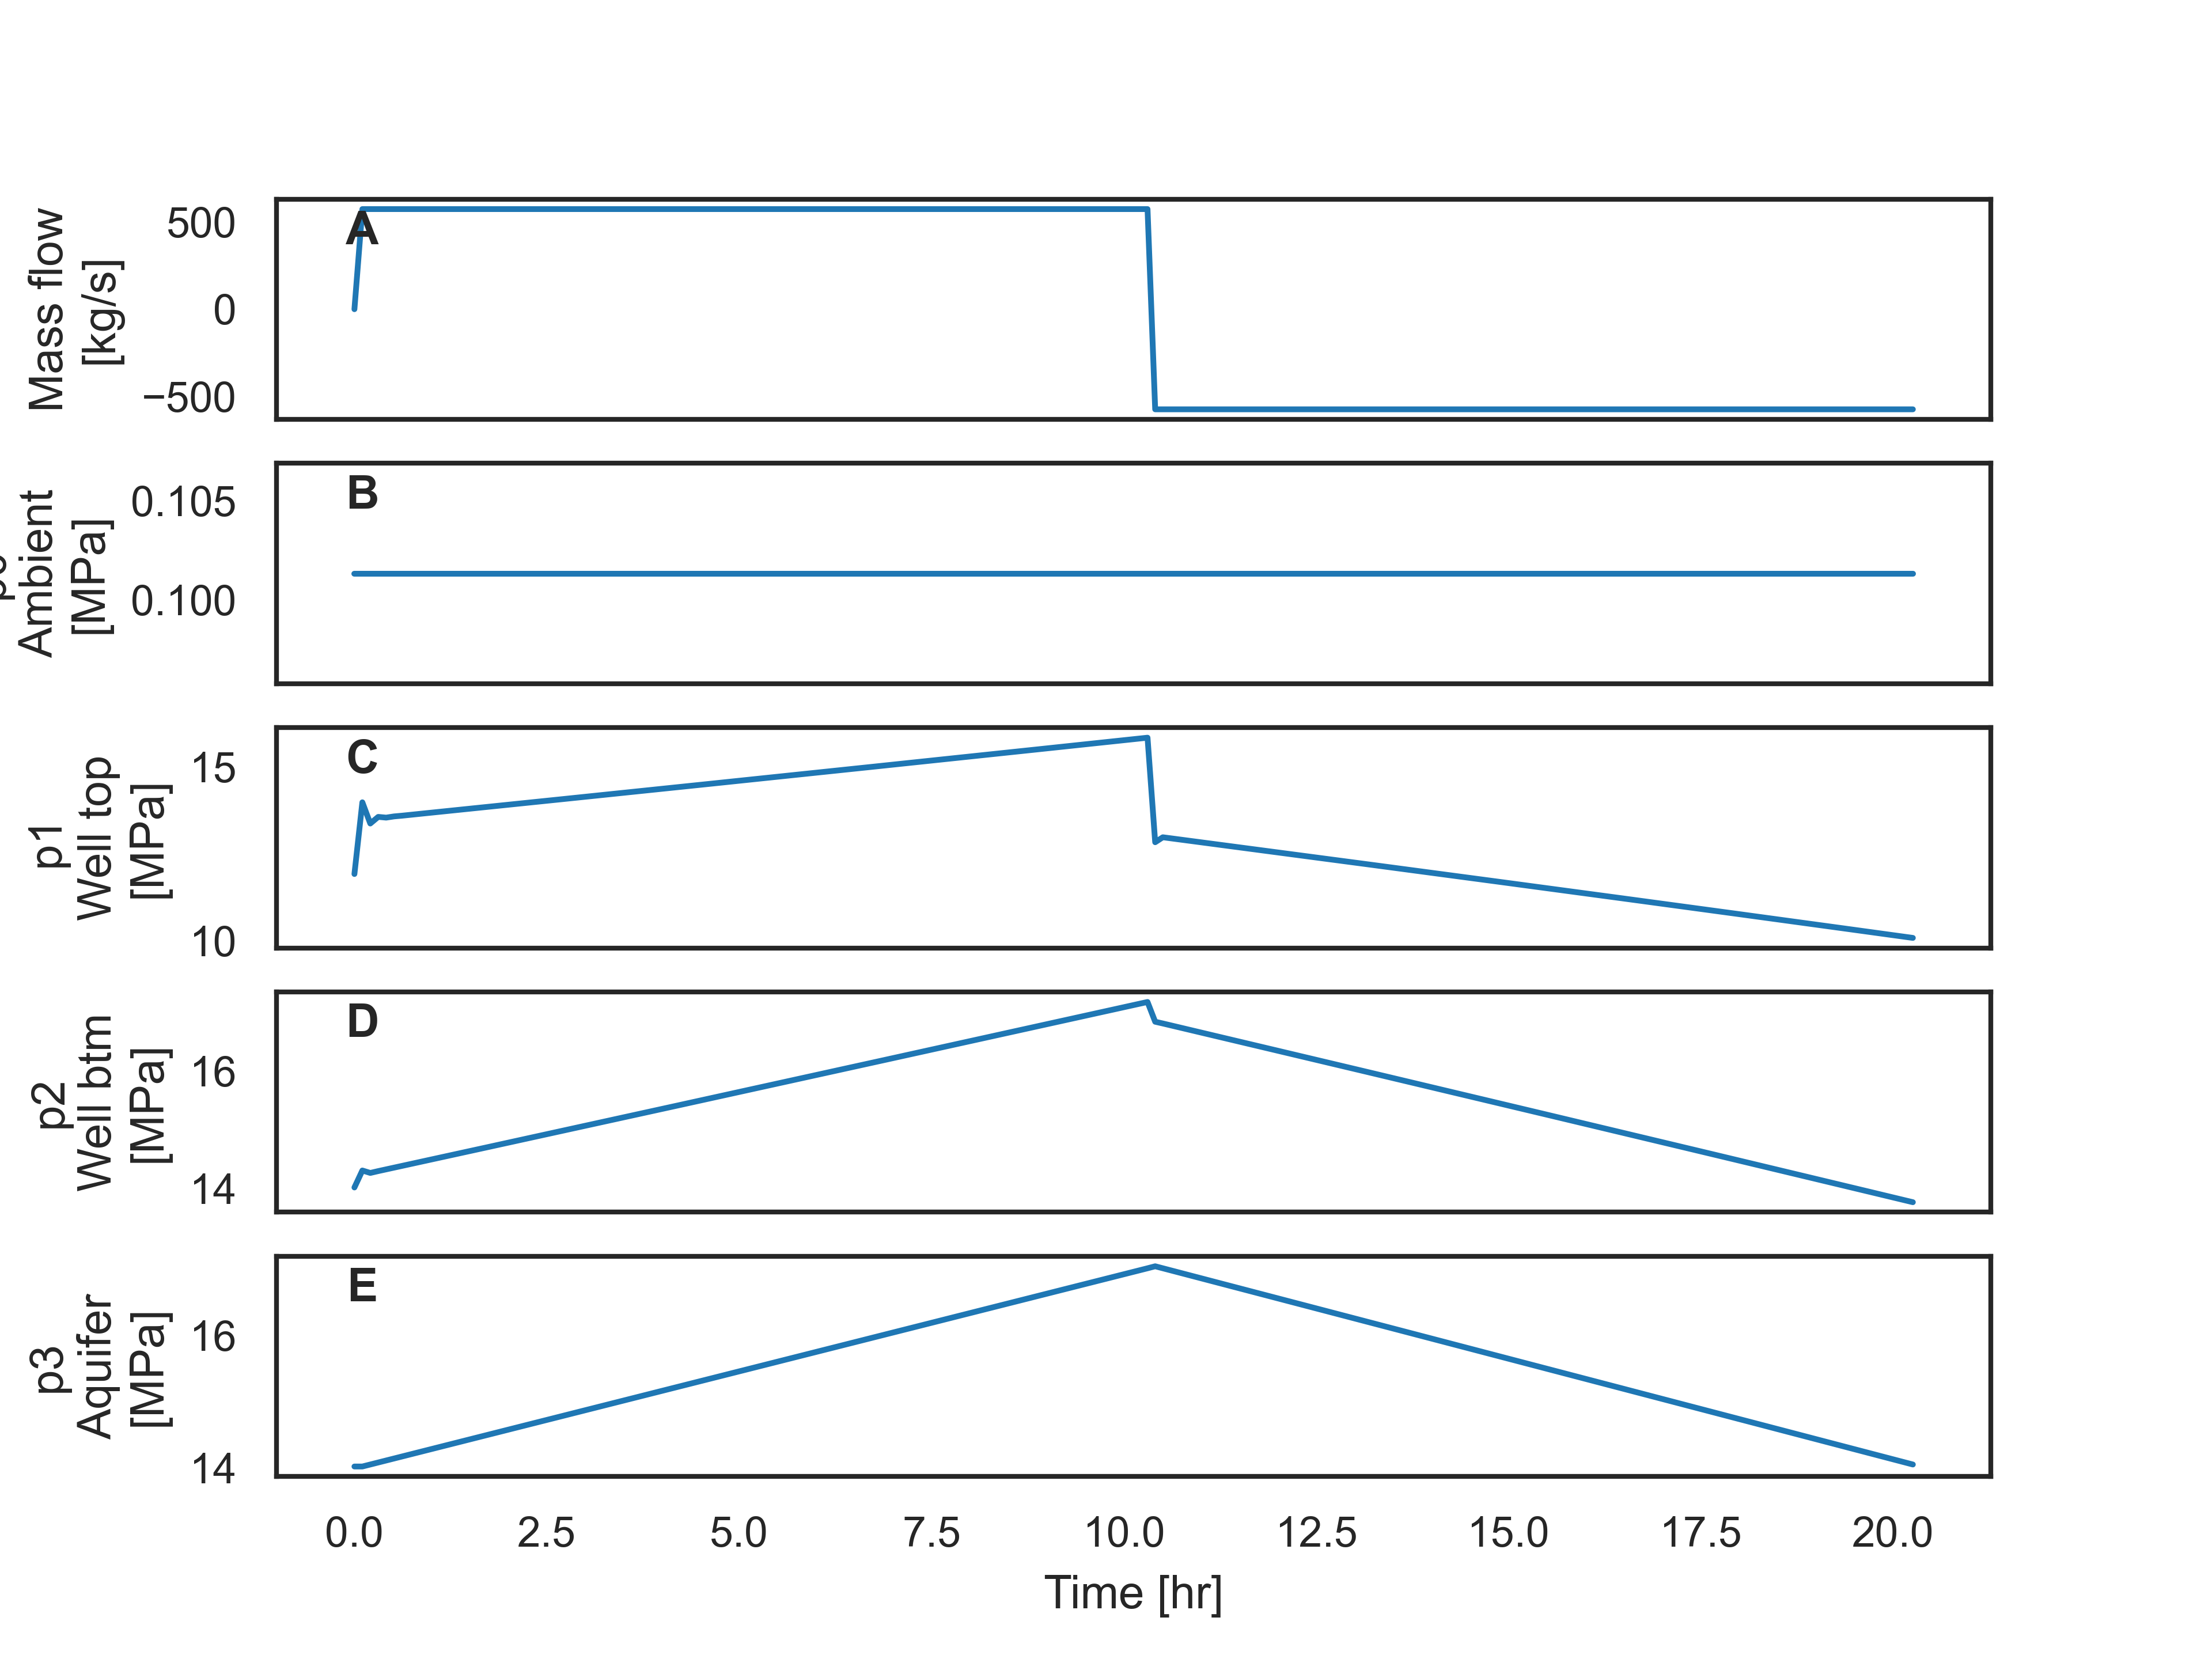 Mass flow
[kg/s]
500
0
−500
A
Ambient
[MPa]
0.105
0.100
B
p1
Well top
[MPa]
15
10
C
p2
Well btm
[MPa]
16
14
D
p3
Aquifer
[MPa]
16
14
E
0.0 2.5 5.0 7.5 10.0 12.5 15.0 17.5 20.0
Time [hr]